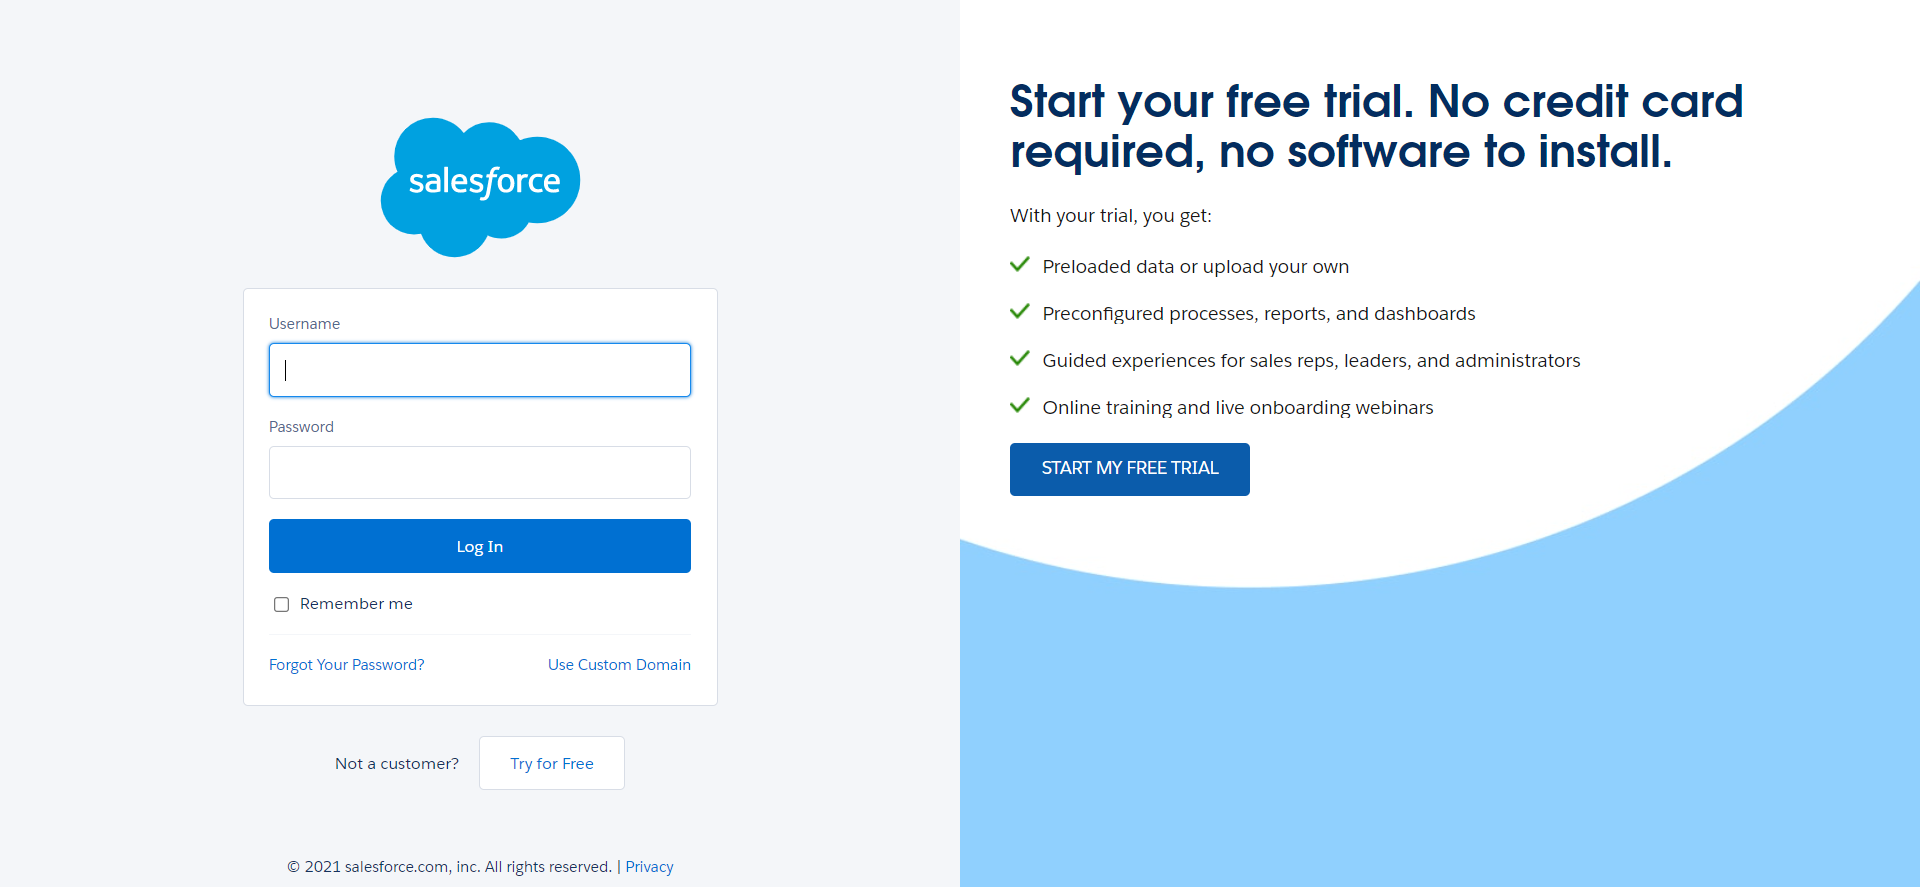 salesforce
Username
Password
Log In
Remember me
Forgot Your Password?
Use Custom Domain
Not a customer?
Try for Free
© 2021 salesforce.com, inc. All rights reserved. | Privacy
Start your free trial. No credit card
required, no software to install.
With your trial, you get:
Preloaded data or upload your own
Preconfigured processes, reports, and dashboards
Guided experiences for sales reps, leaders, and administrators
Online training and live onboarding webinars
START MY FREE TRIAL